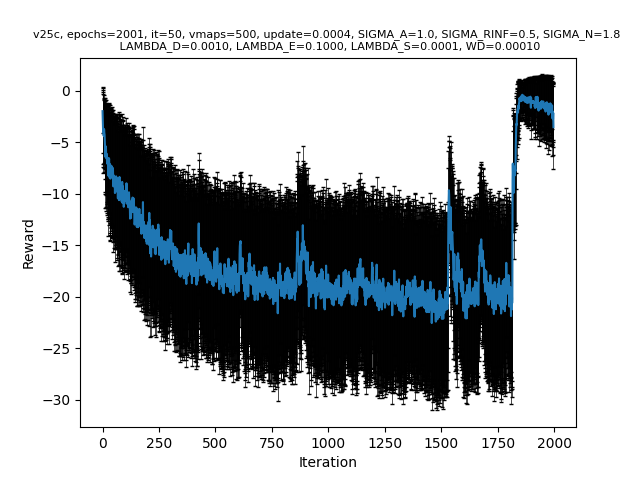 v25c, epochs=2001, it=50, vmaps=500, update=0.0004, SIGMA_A=1.0, SIGMA_RINF=0.5, SIGMA_N=1.8
LAMBDA_D=0.0010, LAMBDA_E=0.1000, LAMBDA_S=0.0001, WD=0.00010
0
−5
−10
−15
−20
−25
−30
Reward
0 250 500 750 1000 1250 1500 1750 2000
Iteration